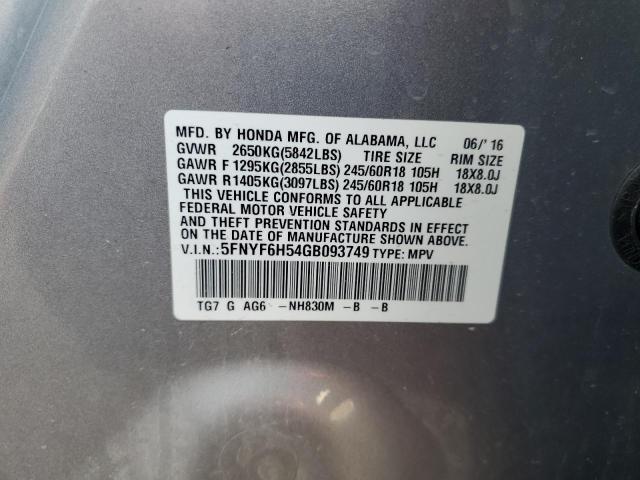 MFD. BY HONDA MFG. OF ALABAMA, LLC 06/'16
GVWR 2650KG(5842LBS) TIRE SIZE RIM SIZE
GAWR F 1295KG(2855LBS) 245/60R18 105H 18X8.0J
GAWR R 1405KG(3097LBS) 245/60R18 105H 18X8.0J
THIS VEHICLE CONFORMS TO ALL APPLICABLE
FEDERAL MOTOR VEHICLE SAFETY
AND THEFT PREVENTION STANDARDS IN EFFECT
ON THE DATE OF MANUFACTURE SHOWN ABOVE.
V.I.N.:5FNYF6H54GB093749 TYPE: MPV
TG7 G AG6 -NH830M -B -B